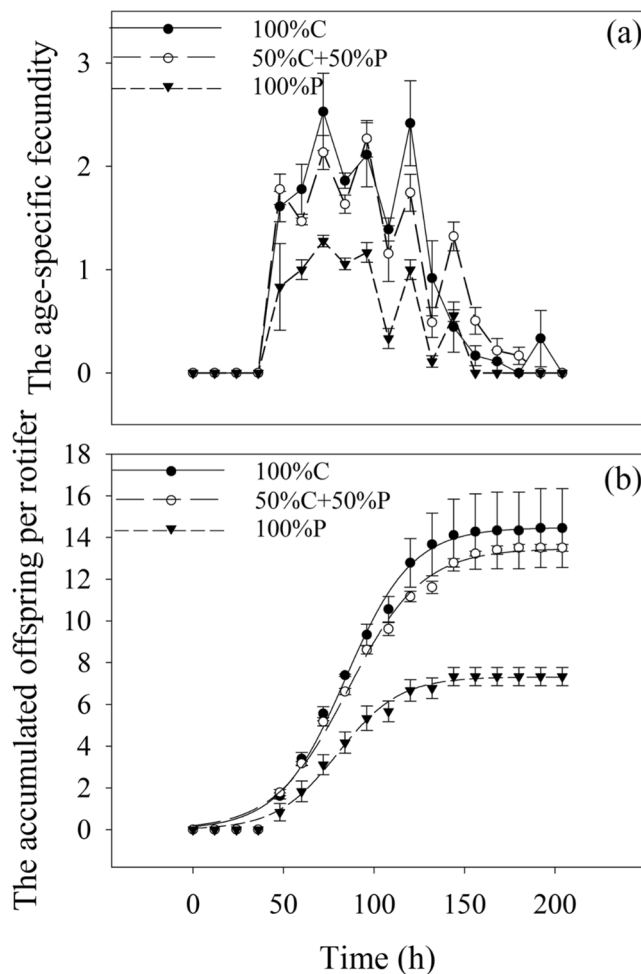 (a)
100%C
50%C+50%P
100%P
The age-specific fecundity
3
2
1
0
(b)
100%C
50%C+50%P
100%P
The accumulated offspring per rotifer
18
16
14
12
10
8
6
4
2
0
0 50 100 150 200
Time (h)